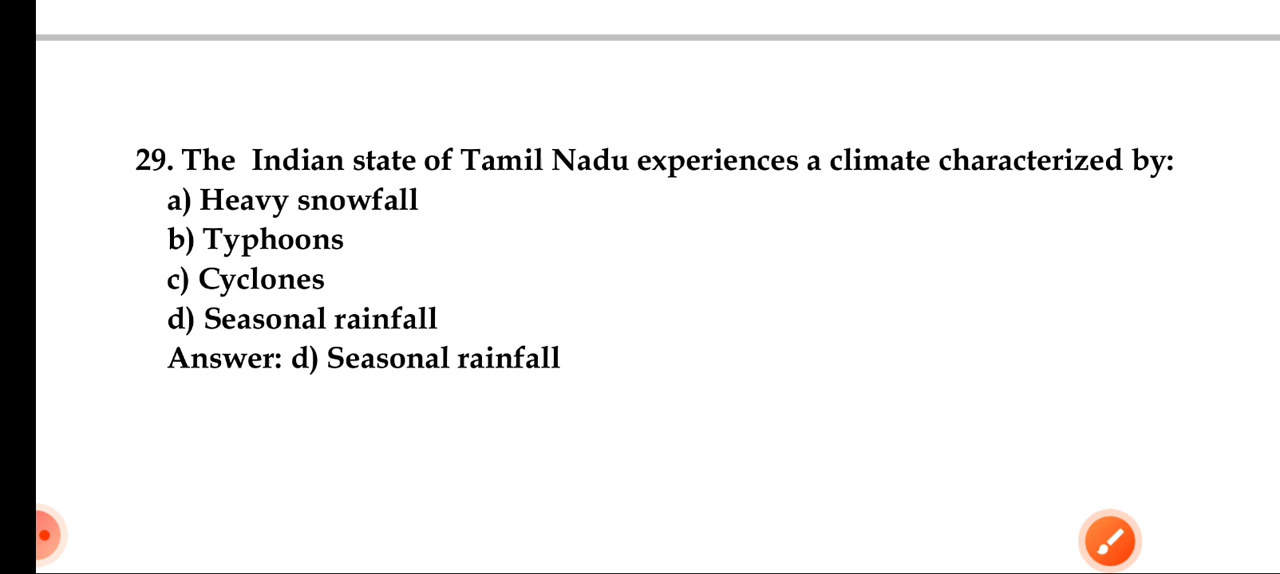 29. The Indian state of Tamil Nadu experiences a climate characterized by:
a) Heavy snowfall
b) Typhoons
c) Cyclones
d) Seasonal rainfall
Answer: d) Seasonal rainfall